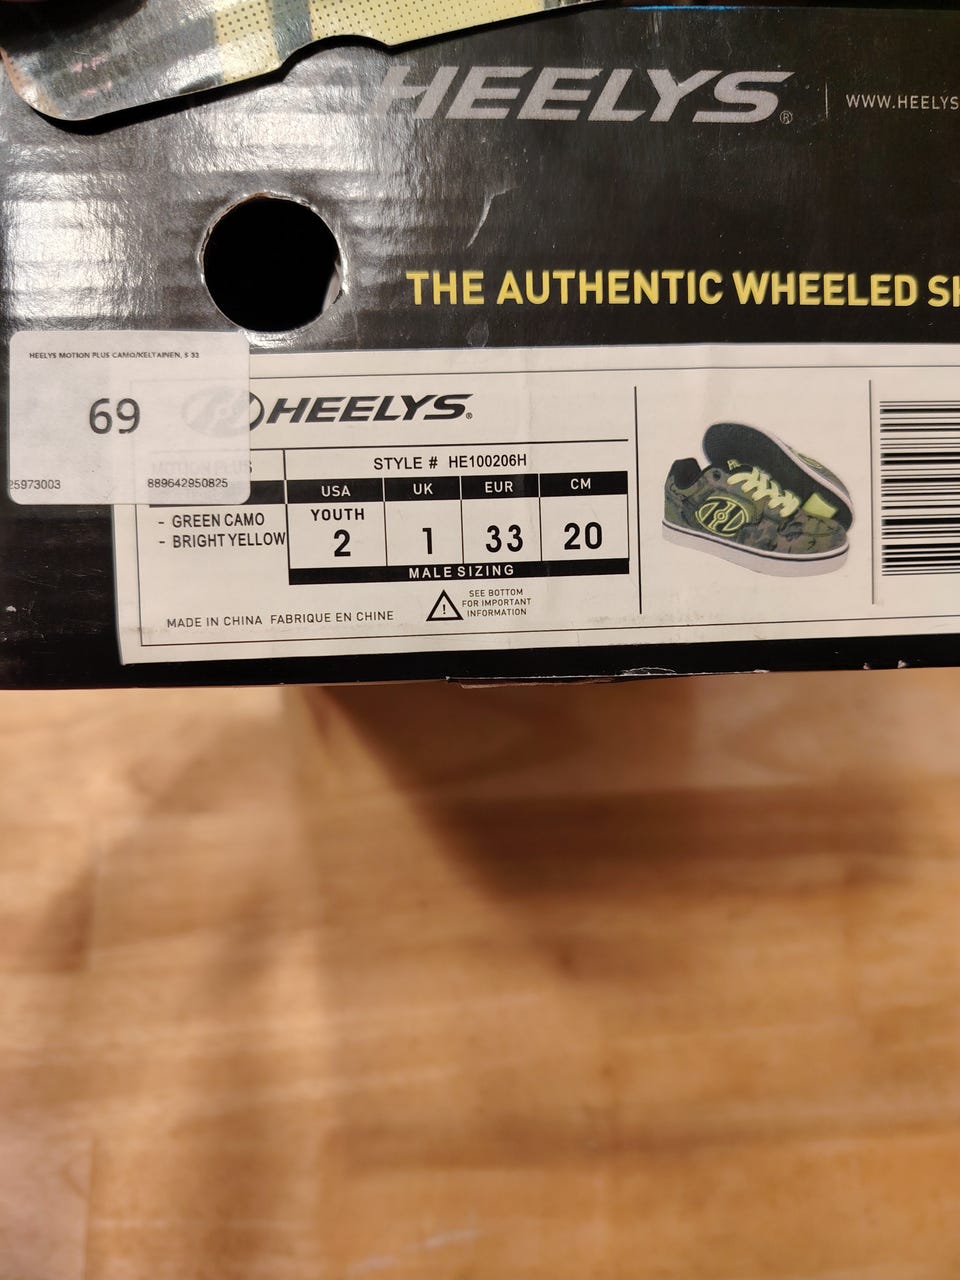 HEELYS® | WWW.HEELYS
THE AUTHENTIC WHEELED
HEELYS MOTION PLUS CAMO/KELTAINEN, S 33
69
25973003 889642950825
HEELYS®
MOTION PLUS
STYLE # HE100206H
USA UK EUR CM
YOUTH
2 1 33 20
MALE SIZING
- GREEN CAMO
- BRIGHT YELLOW
SEE BOTTOM
FOR IMPORTANT
INFORMATION
MADE IN CHINA FABRIQUE EN CHINE